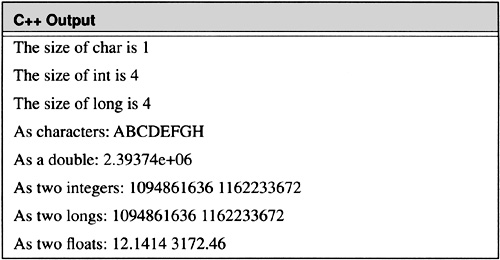 C++ Output
The size of char is 1
The size of int is 4
The size of long is 4
As characters: ABCDEFGH
As a double: 2.39374e+06
As two integers: 1094861636 1162233672
As two longs: 1094861636 1162233672
As two floats: 12.1414 3172.46